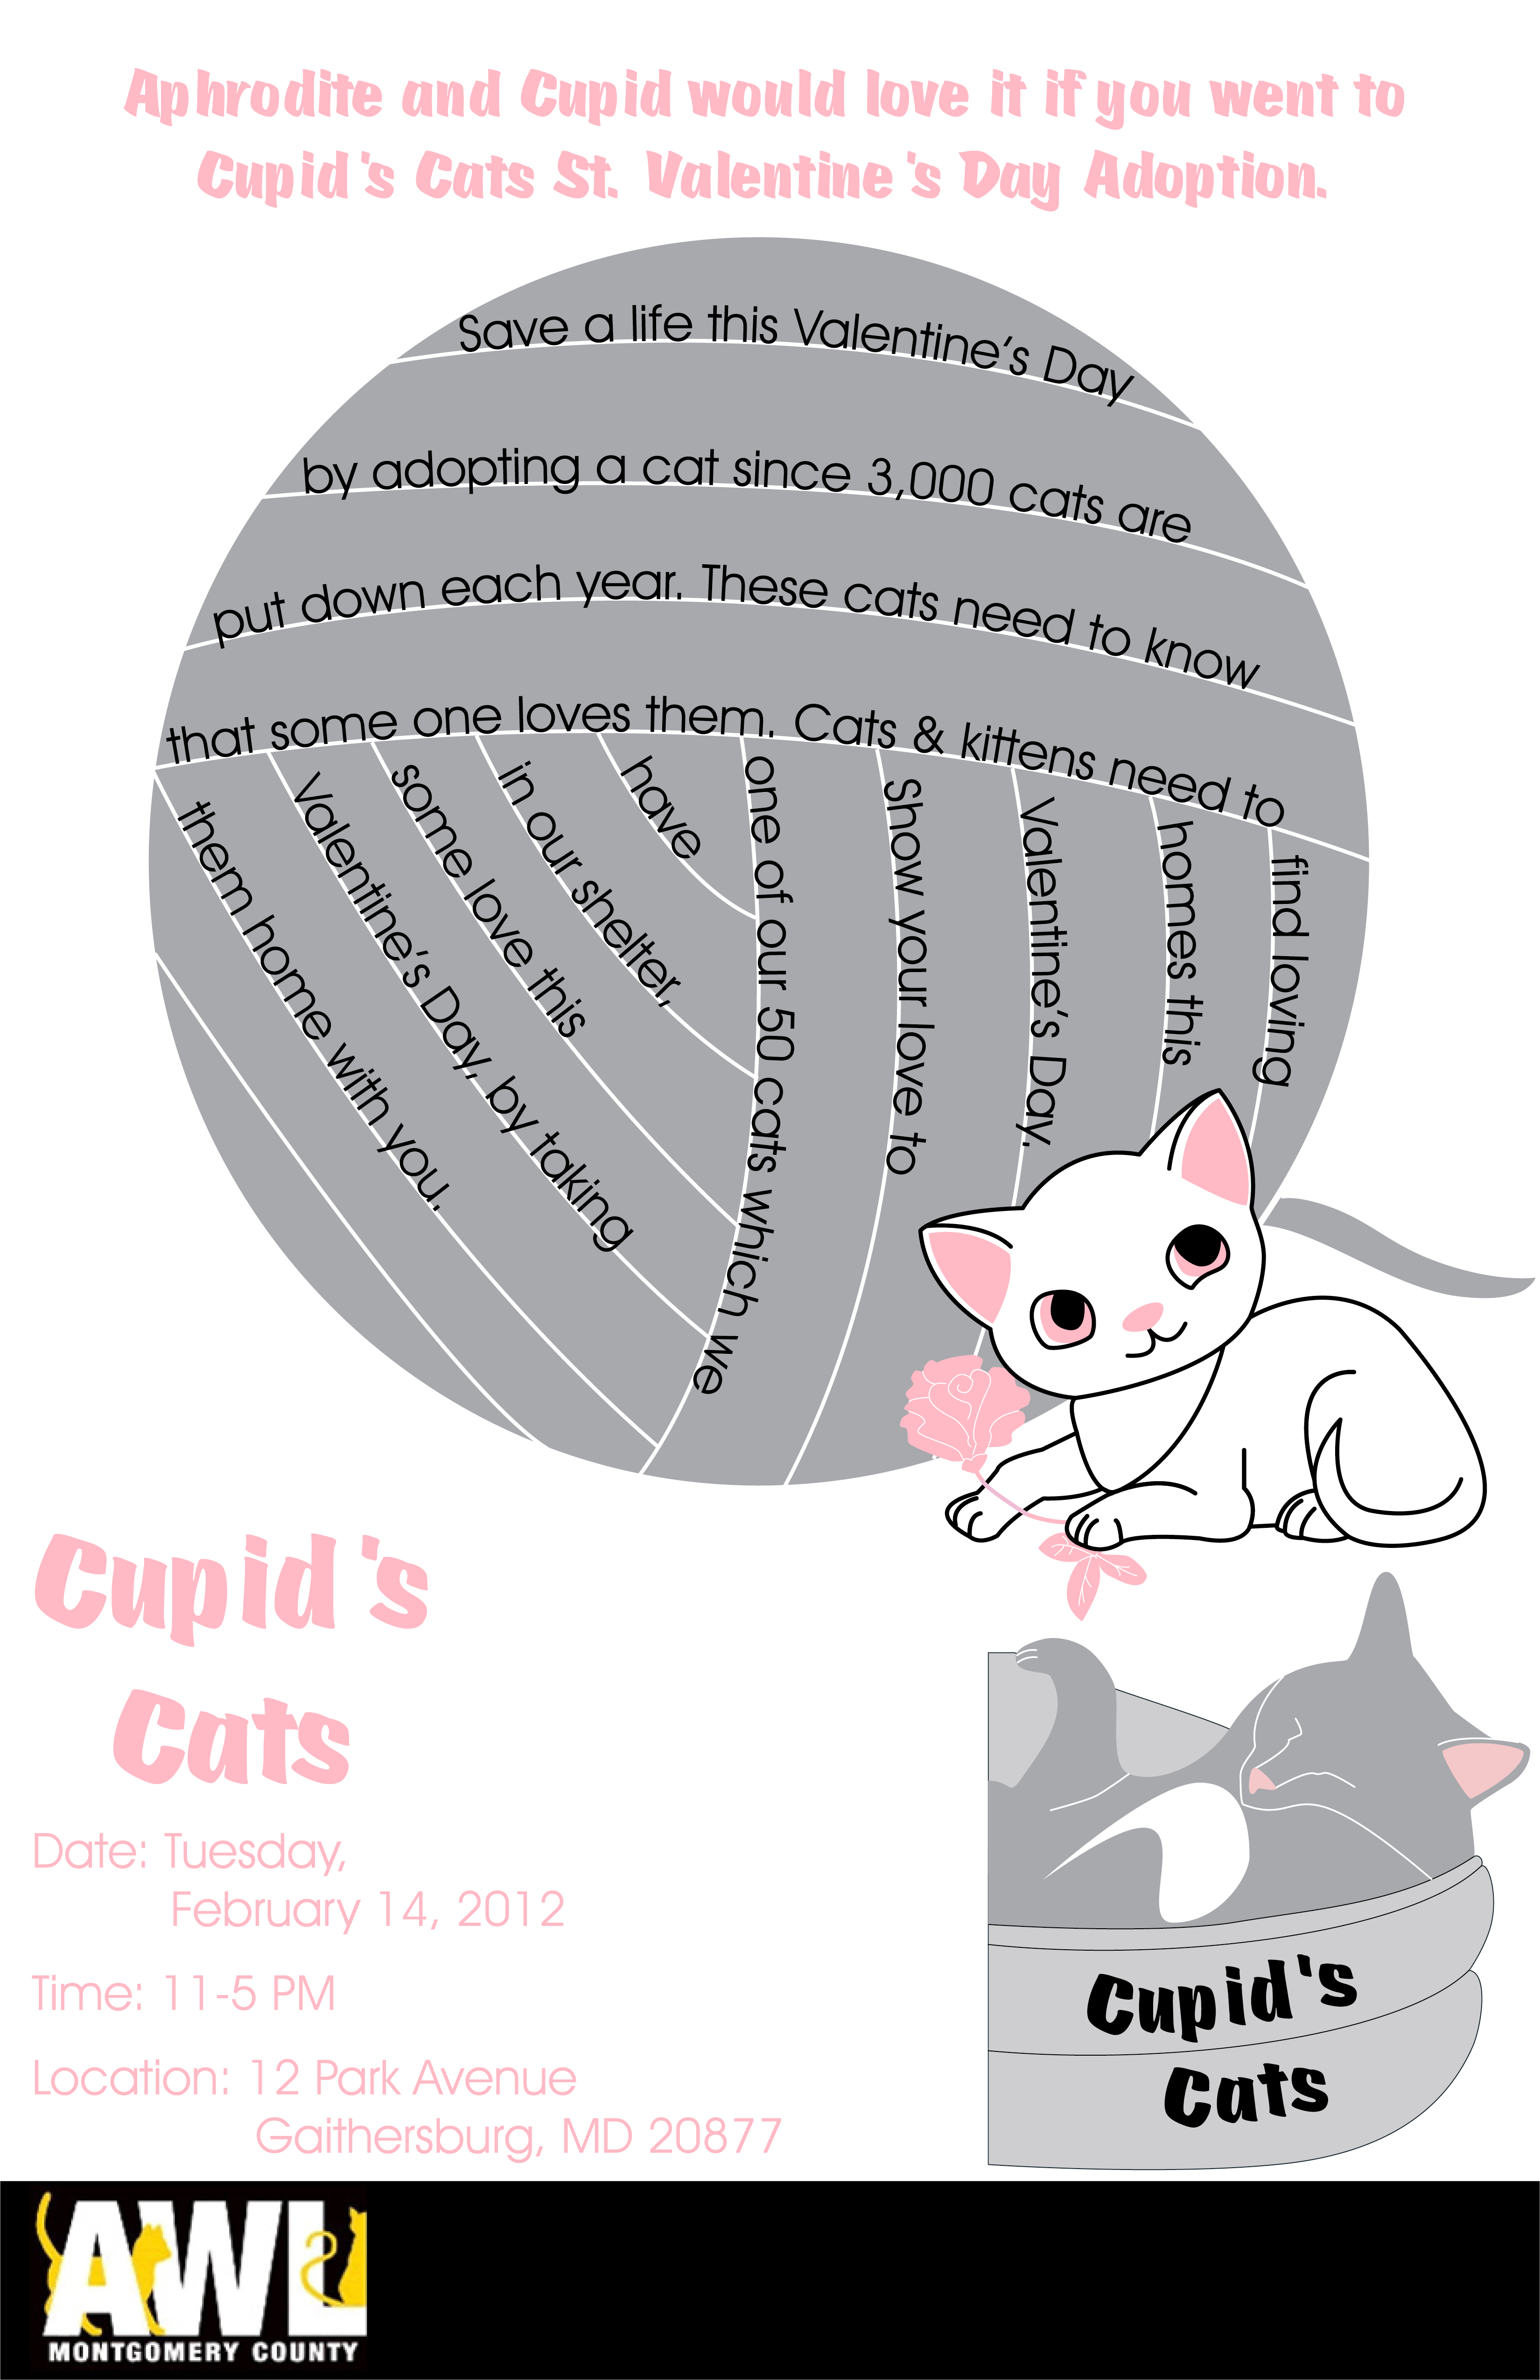 Aphrodite and Cupid would love it if you went to
Cupid's Cats St. Valentine's Day Adoption.
Save a life this Valentine's Day
by adopting a cat since 3,000 cats are
put down each year. These cats need to know
that some one loves them. Cats & kittens need to
find loving
homes this
Valentine's Day.
Show your love to
one of our 50 cats which we
have
in our shelter,
some love this
Valentine's Day, by taking
them home with you.
Cupid's
Cats
Date: Tuesday,
February 14, 2012
Time: 11-5 PM
Location: 12 Park Avenue
Gaithersburg, MD 20877
Cupid's
Cats
AWL
MONTGOMERY COUNTY